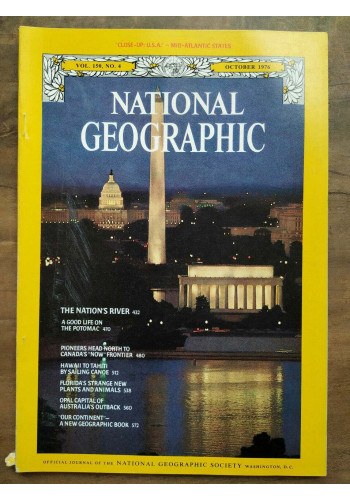 'CLOSE-UP: U.S.A.' - MID-ATLANTIC STATES
VOL. 150, NO. 4
OCTOBER 1976
NATIONAL
GEOGRAPHIC
THE NATION'S RIVER 432
A GOOD LIFE ON
THE POTOMAC 470
PIONEERS HEAD NORTH TO
CANADA'S "NOW" FRONTIER 480
HAWAII TO TAHITI
BY SAILING CANOE 512
FLORIDA'S STRANGE NEW
PLANTS AND ANIMALS 538
OPAL CAPITAL OF
AUSTRALIA'S OUTBACK 560
'OUR CONTINENT'–
A NEW GEOGRAPHIC BOOK 572
OFFICIAL JOURNAL OF THE NATIONAL GEOGRAPHIC SOCIETY WASHINGTON, D.C.